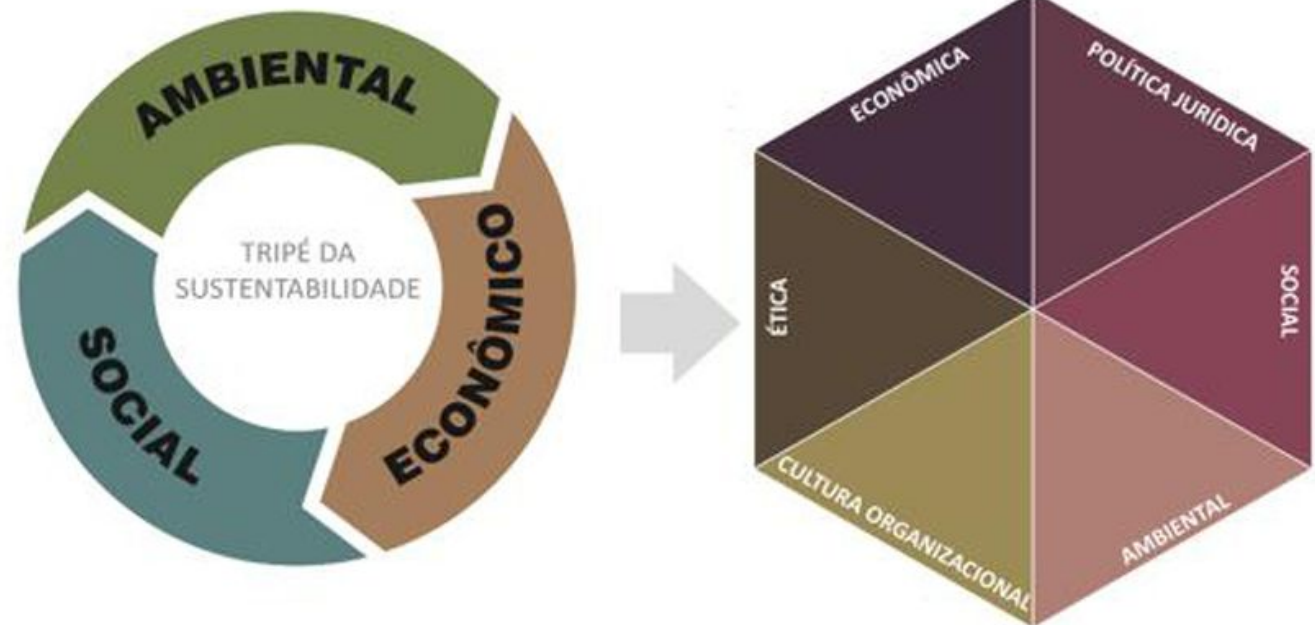 AMBIENTAL
TRIPÉ DA
SUSTENTABILIDADE
SOCIAL
ECONÔMICO
ECONÔMICA
POLÍTICA JURÍDICA
ÉTICA
SOCIAL
CULTURA ORGANIZACIONAL
AMBIENTAL